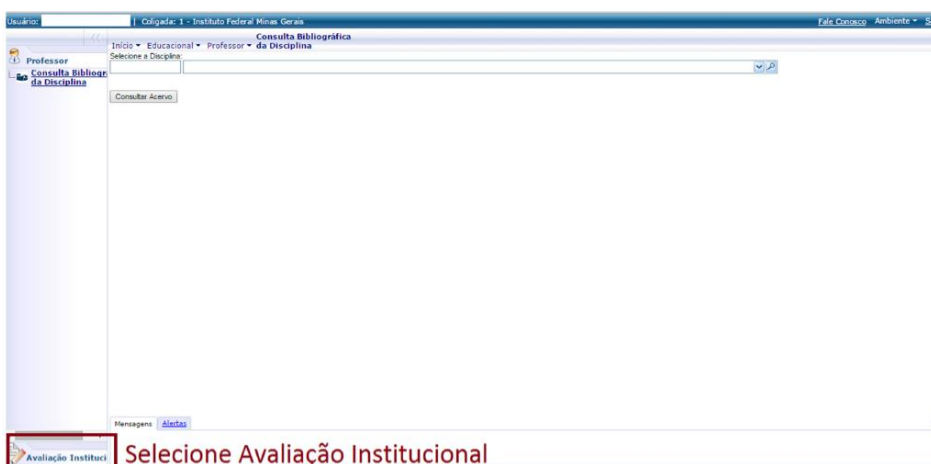 Usuário: | Coligada: 1 - Instituto Federal Minas Gerais Fale Conosco Ambiente
Consulta Bibliográfica
Início Educacional Professor da Disciplina
Professor
Selecione a Disciplina:
Consulta Bibliogr
da Disciplina
Consultar Acervo
Mensagens Alertas
Avaliação Instituci
Selecione Avaliação Institucional